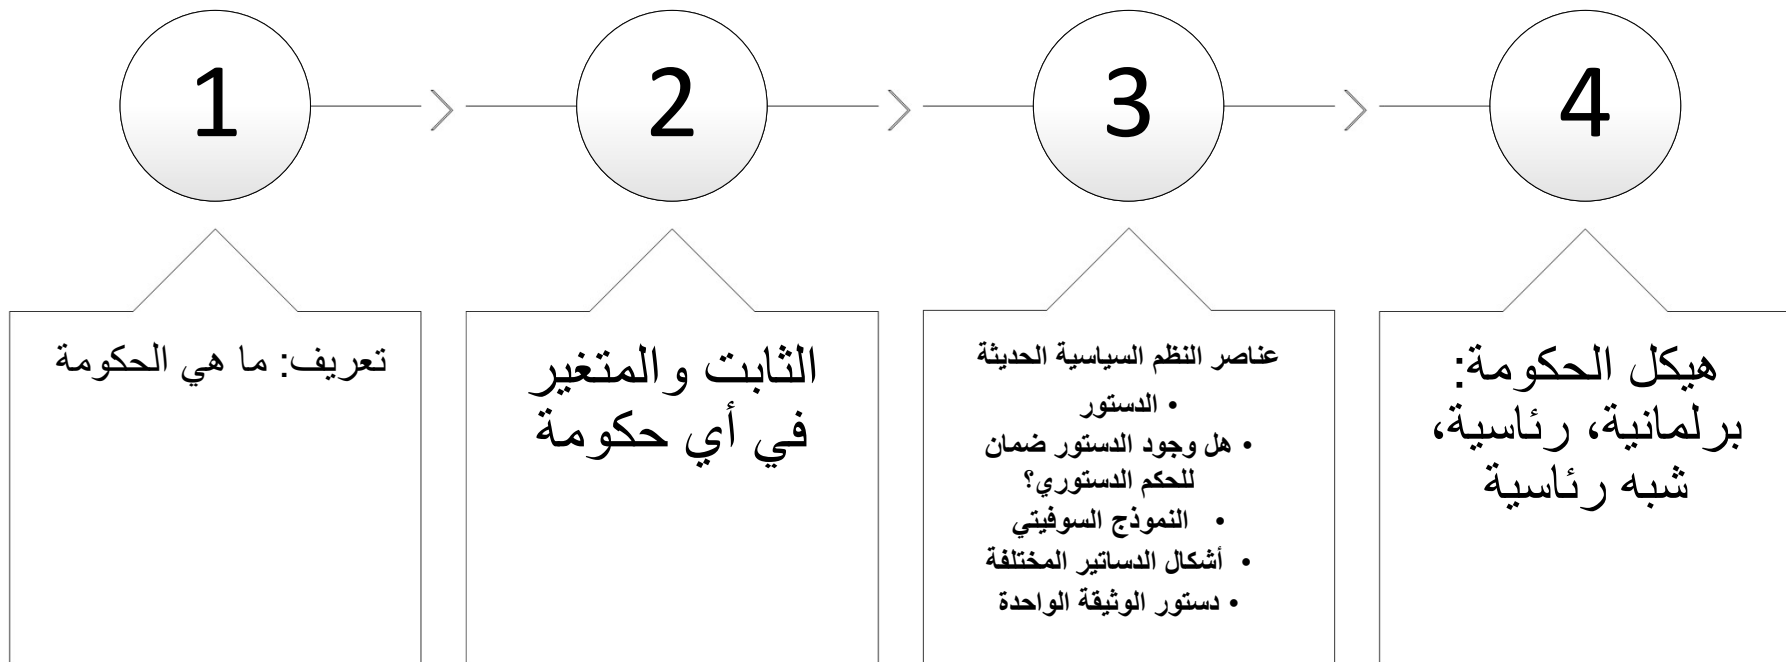 1
تعريف: ما هي الحكومة
2
الثابت والمتغير
في أي حكومة
3
عناصر النظم السياسية الحديثة
• الدستور
• هل وجود الدستور ضمان
للحكم الدستوري؟
• النموذج السوفيتي
• أشكال الدساتير المختلفة
• دستور الوثيقة الواحدة
4
هيكل الحكومة:
برلمانية، رئاسية،
شبه رئاسية